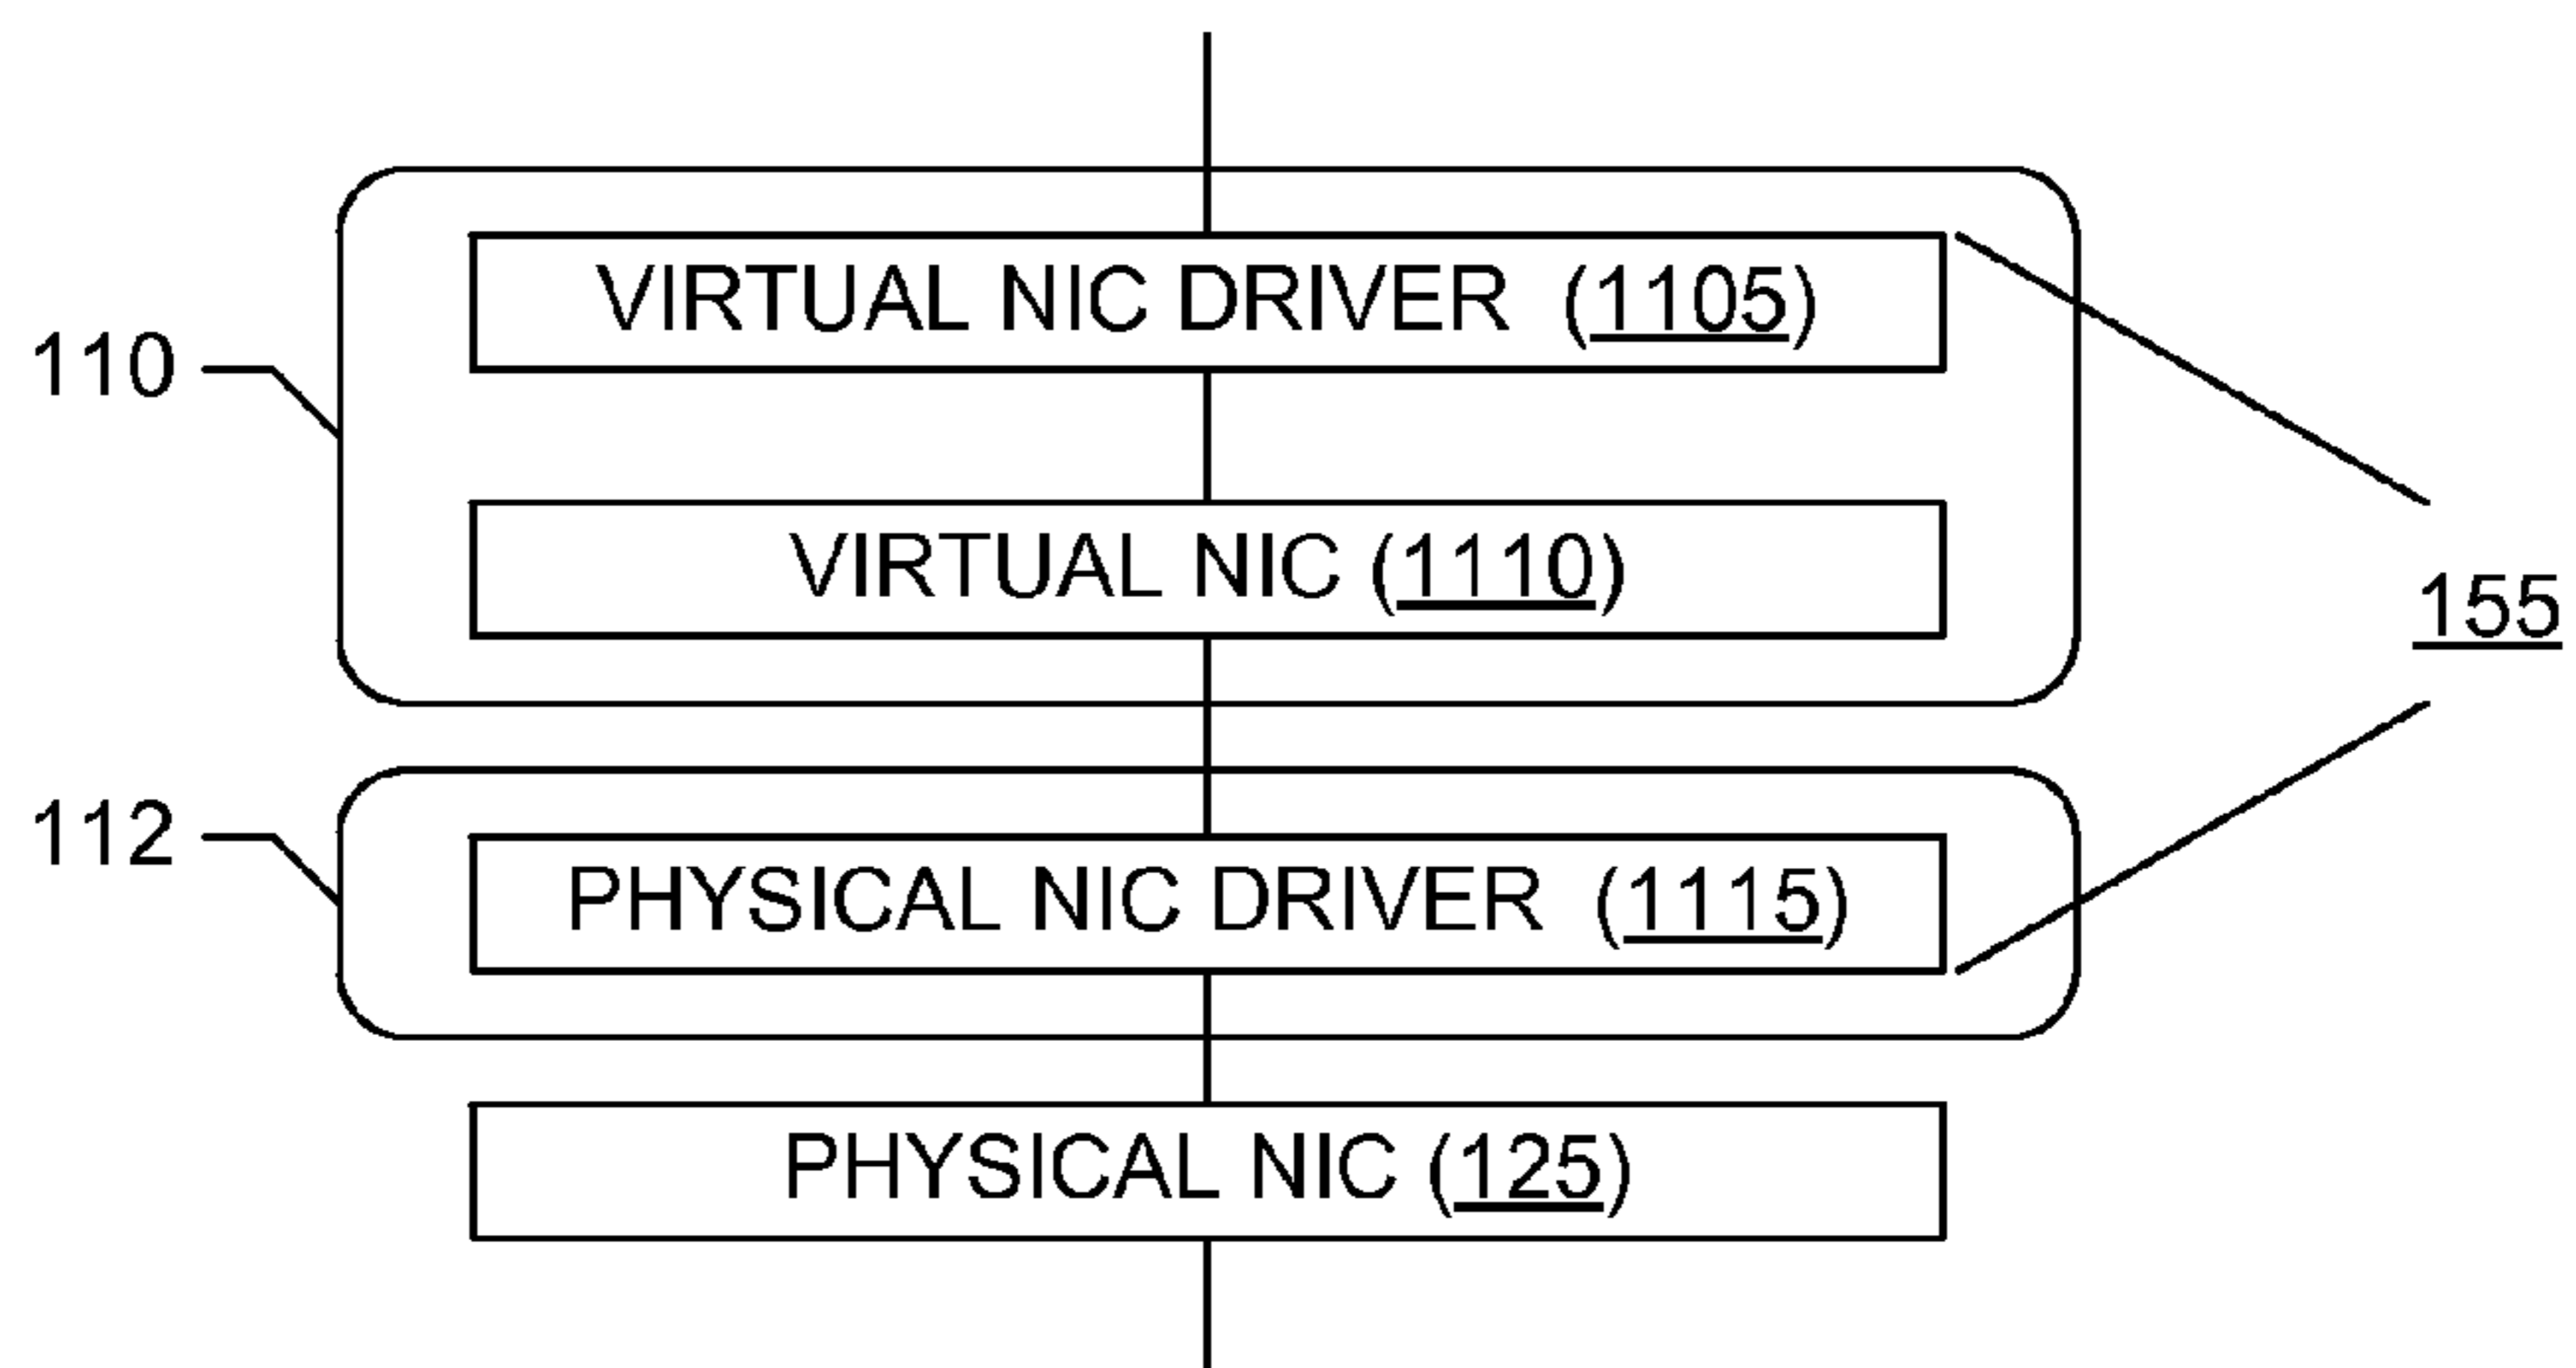 VIRTUAL NIC DRIVER (1105)
110
VIRTUAL NIC (1110)
155
112
PHYSICAL NIC DRIVER (1115)
PHYSICAL NIC (125)